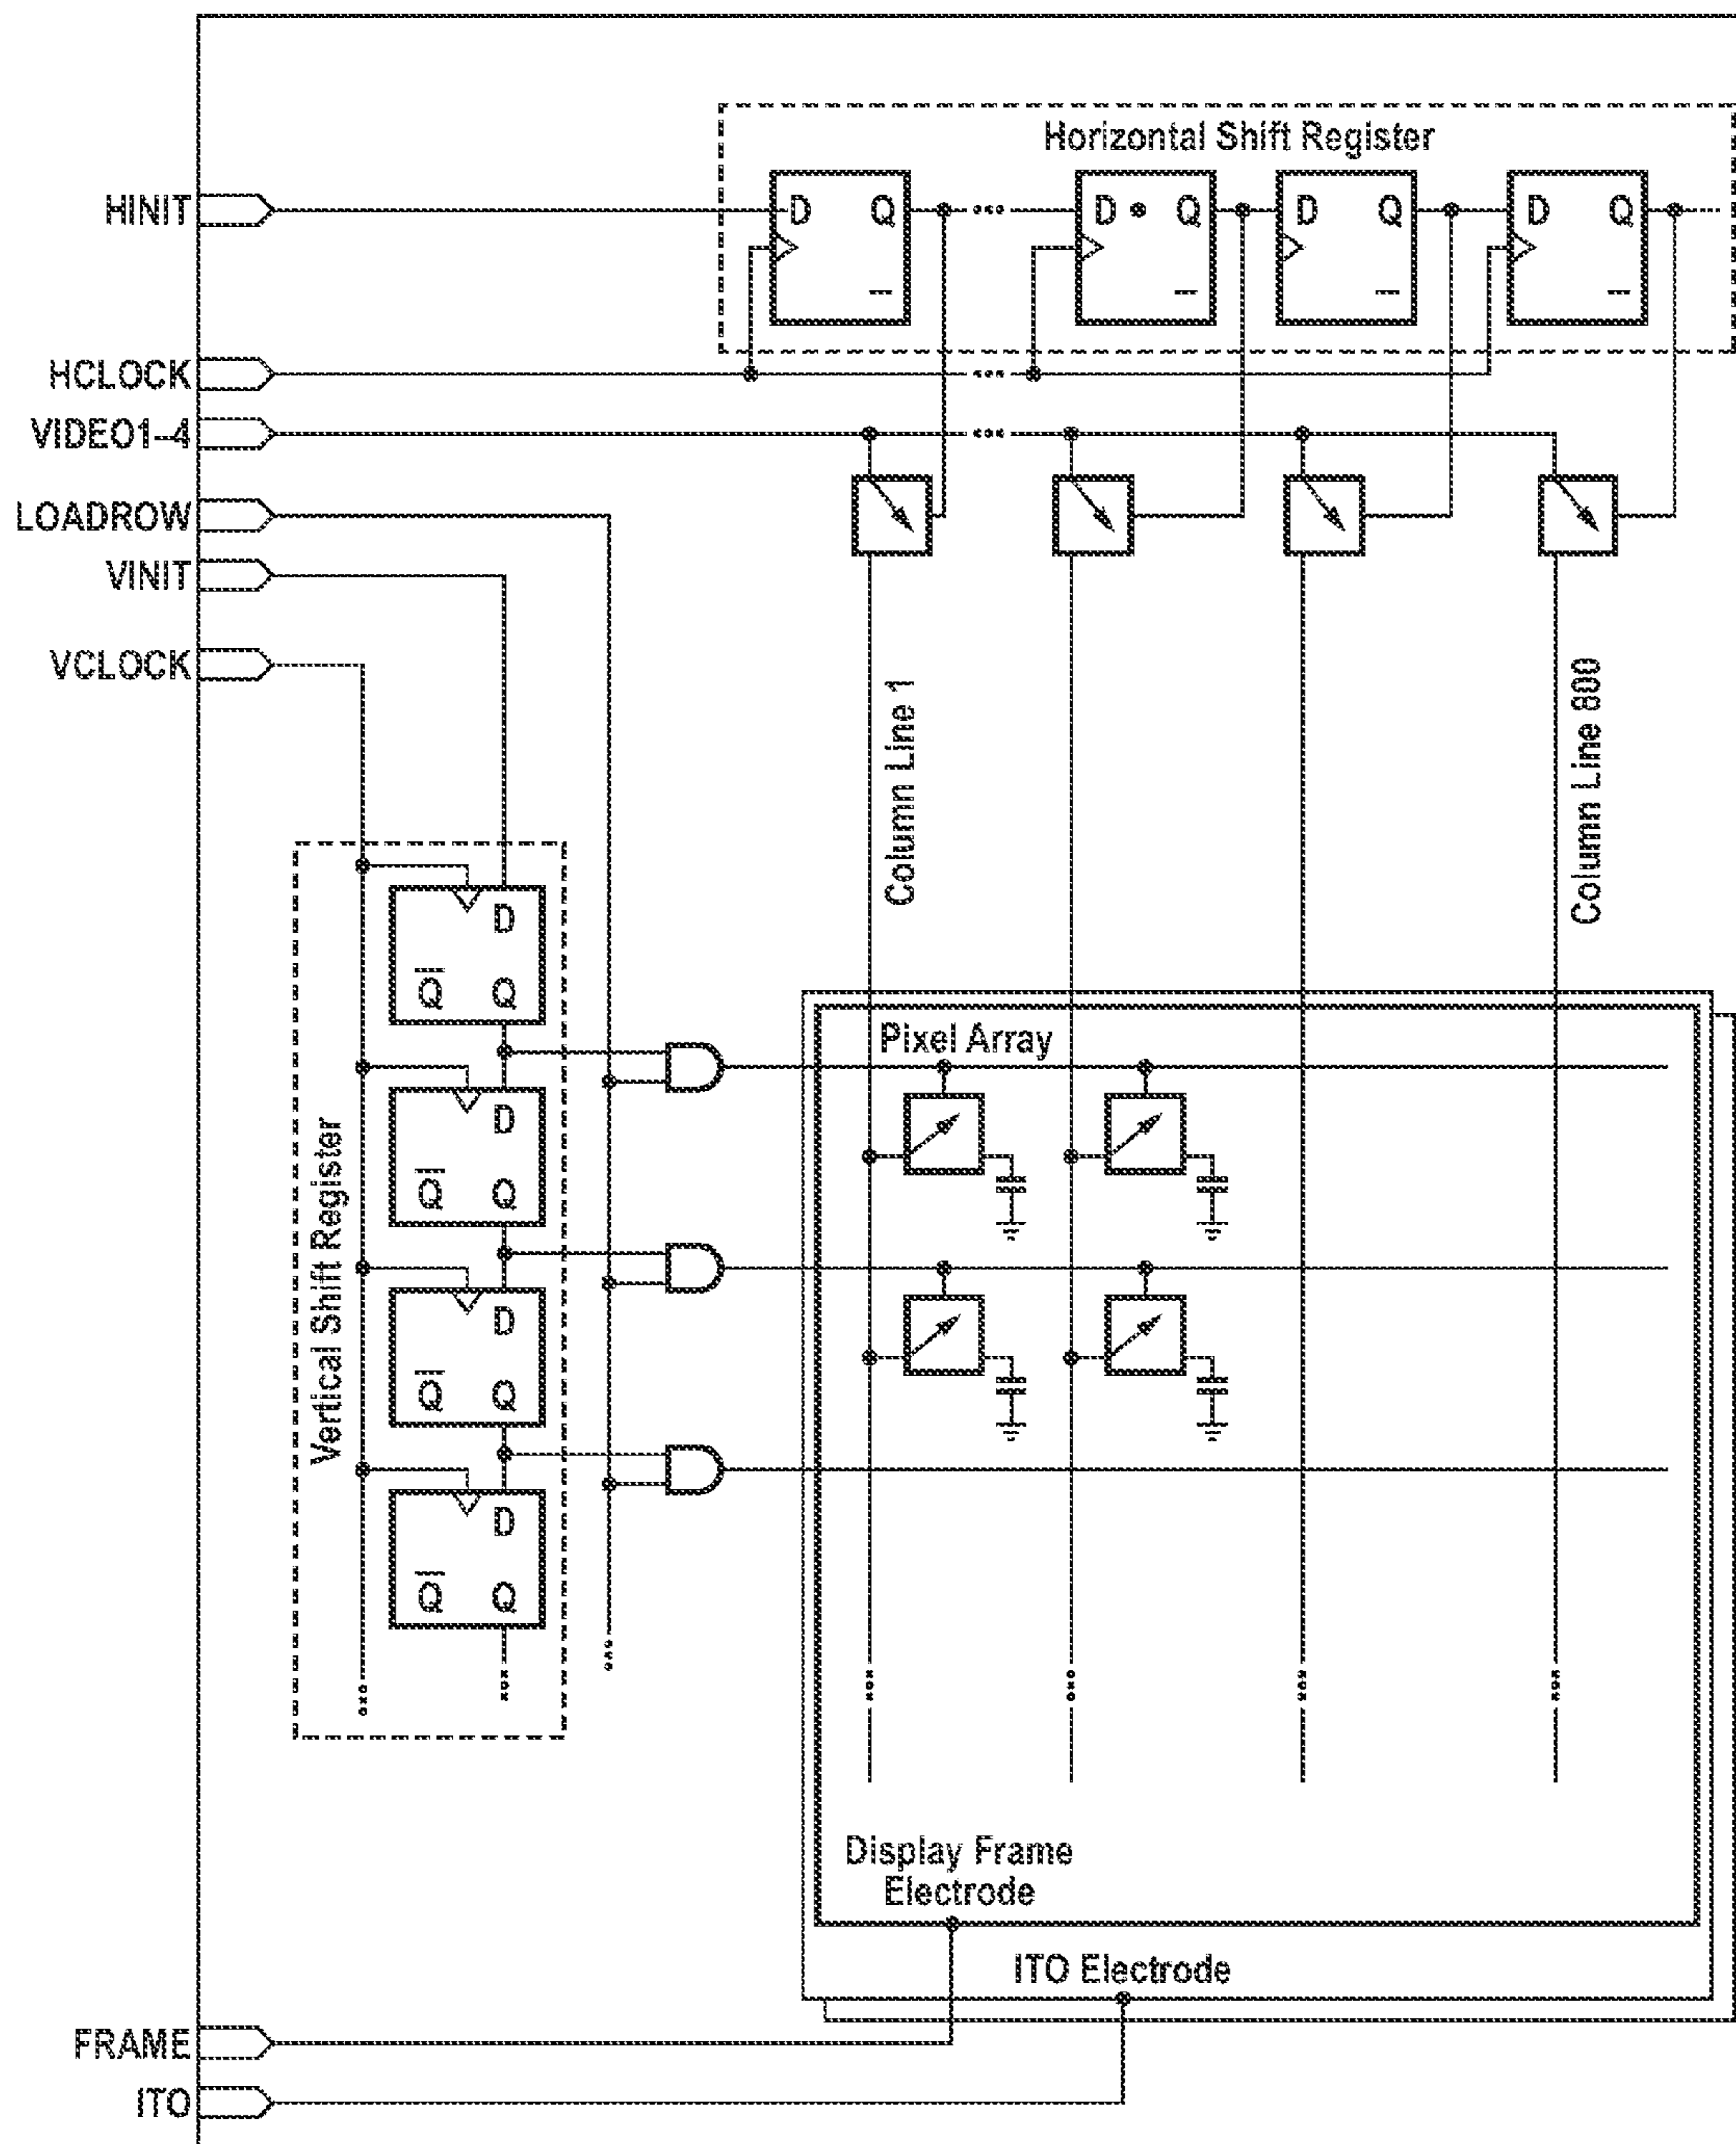 Horizontal Shift Register
HINIT
D Q
D Q
D Q
D Q
HCLOCK
VIDEO1–4
LOADROW
VINIT
VCLOCK
Column Line 1
Column Line 800
Vertical Shift Register
D
Q Q
D
Q Q
D
Q Q
D
Q Q
Pixel Array
Display Frame
Electrode
ITO Electrode
FRAME
ITO